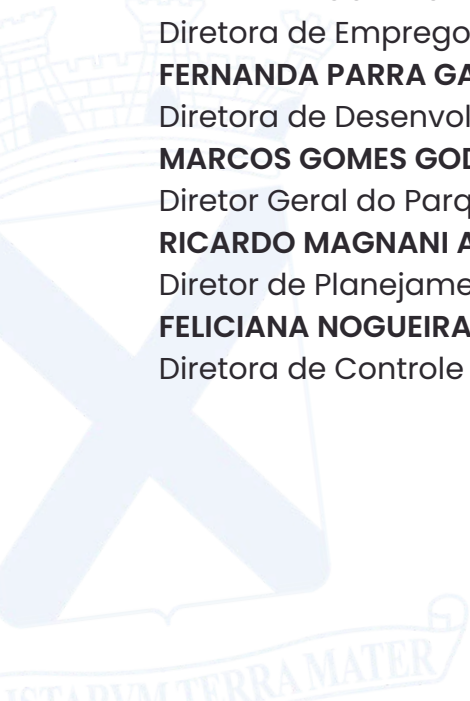 Diretora de Emprego
FERNANDA PARRA GA
Diretora de Desenvol
MARCOS GOMES GOD
Diretor Geral do Parq
RICARDO MAGNANI A
Diretor de Planejame
FELICIANA NOGUEIRA
Diretora de Controle
ISTARVM TERRA MATER